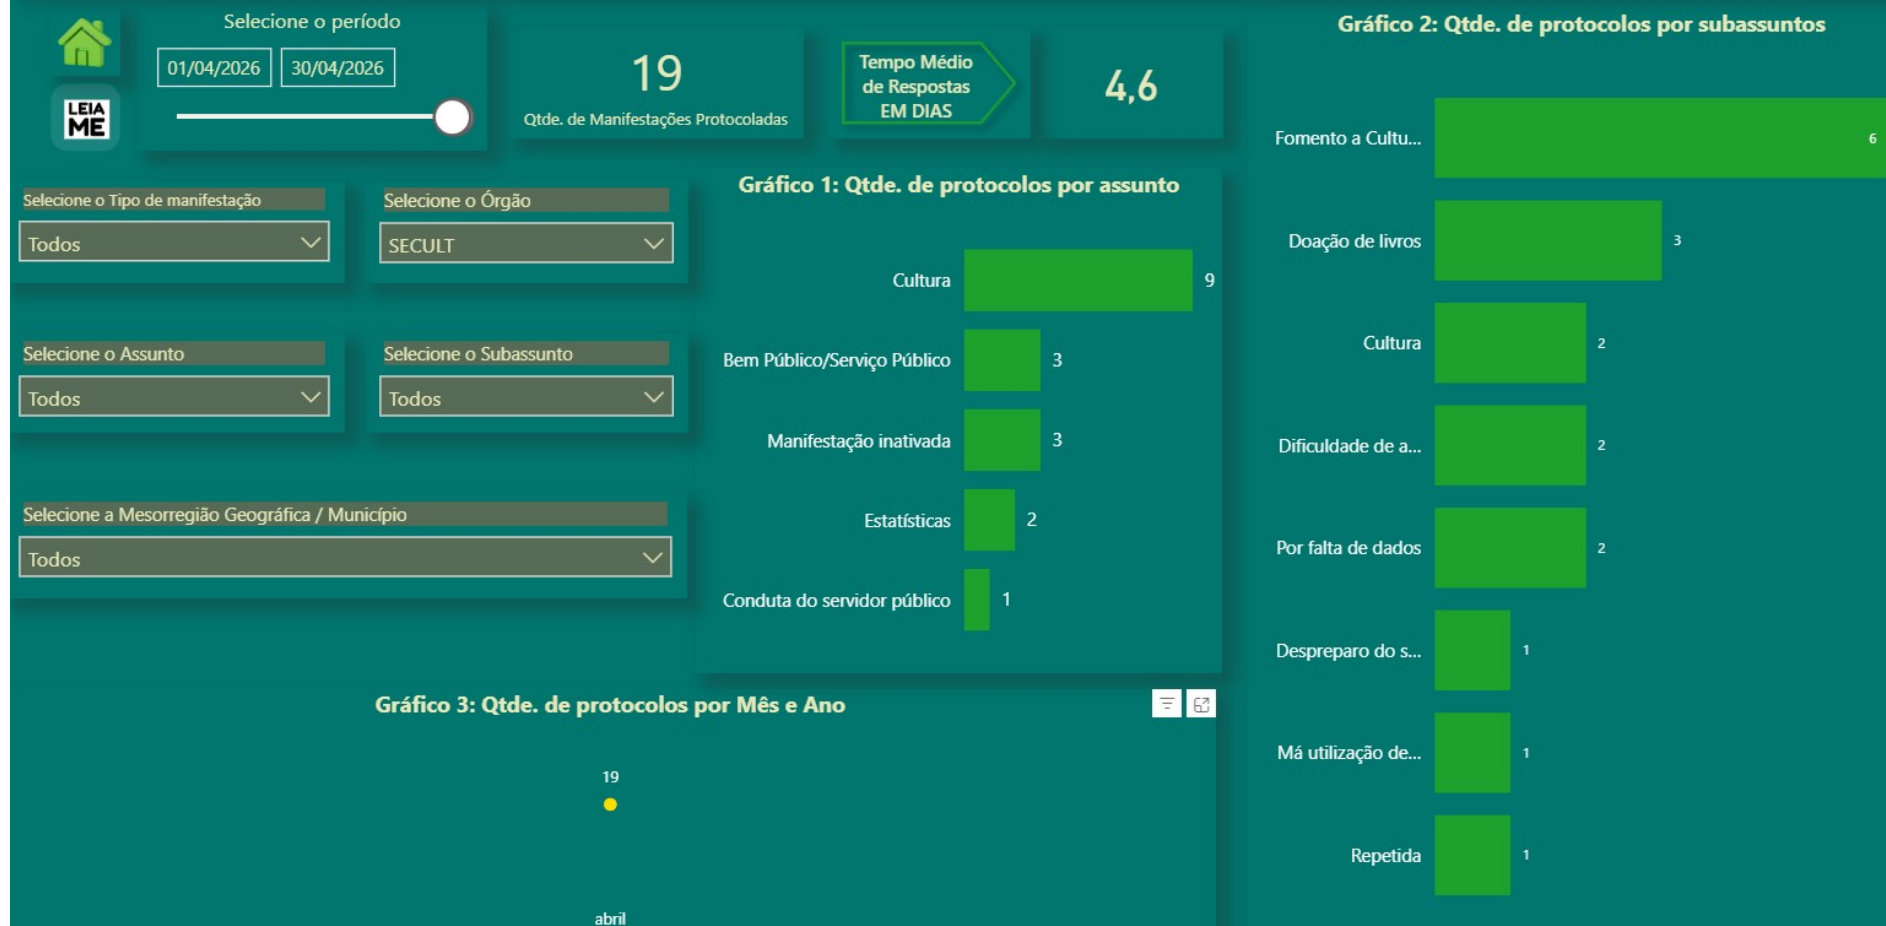 Selecione o período
01/04/2026
30/04/2026
LEIA
ME
19
Qtde. de Manifestações Protocoladas
Tempo Médio
de Respostas
EM DIAS
4,6
Selecione o Tipo de manifestação
Todos
Selecione o Órgão
SECULT
Selecione o Assunto
Todos
Selecione o Subassunto
Todos
Selecione a Mesorregião Geográfica / Município
Todos
Gráfico 1: Qtde. de protocolos por assunto
Cultura 9
Bem Público/Serviço Público 3
Manifestação inativada 3
Estatísticas 2
Conduta do servidor público 1
Gráfico 2: Qtde. de protocolos por subassuntos
Fomento a Cultu... 6
Doação de livros 3
Cultura 2
Dificuldade de a... 2
Por falta de dados 2
Despreparo do s... 1
Má utilização de... 1
Repetida 1
Gráfico 3: Qtde. de protocolos por Mês e Ano
19
abril